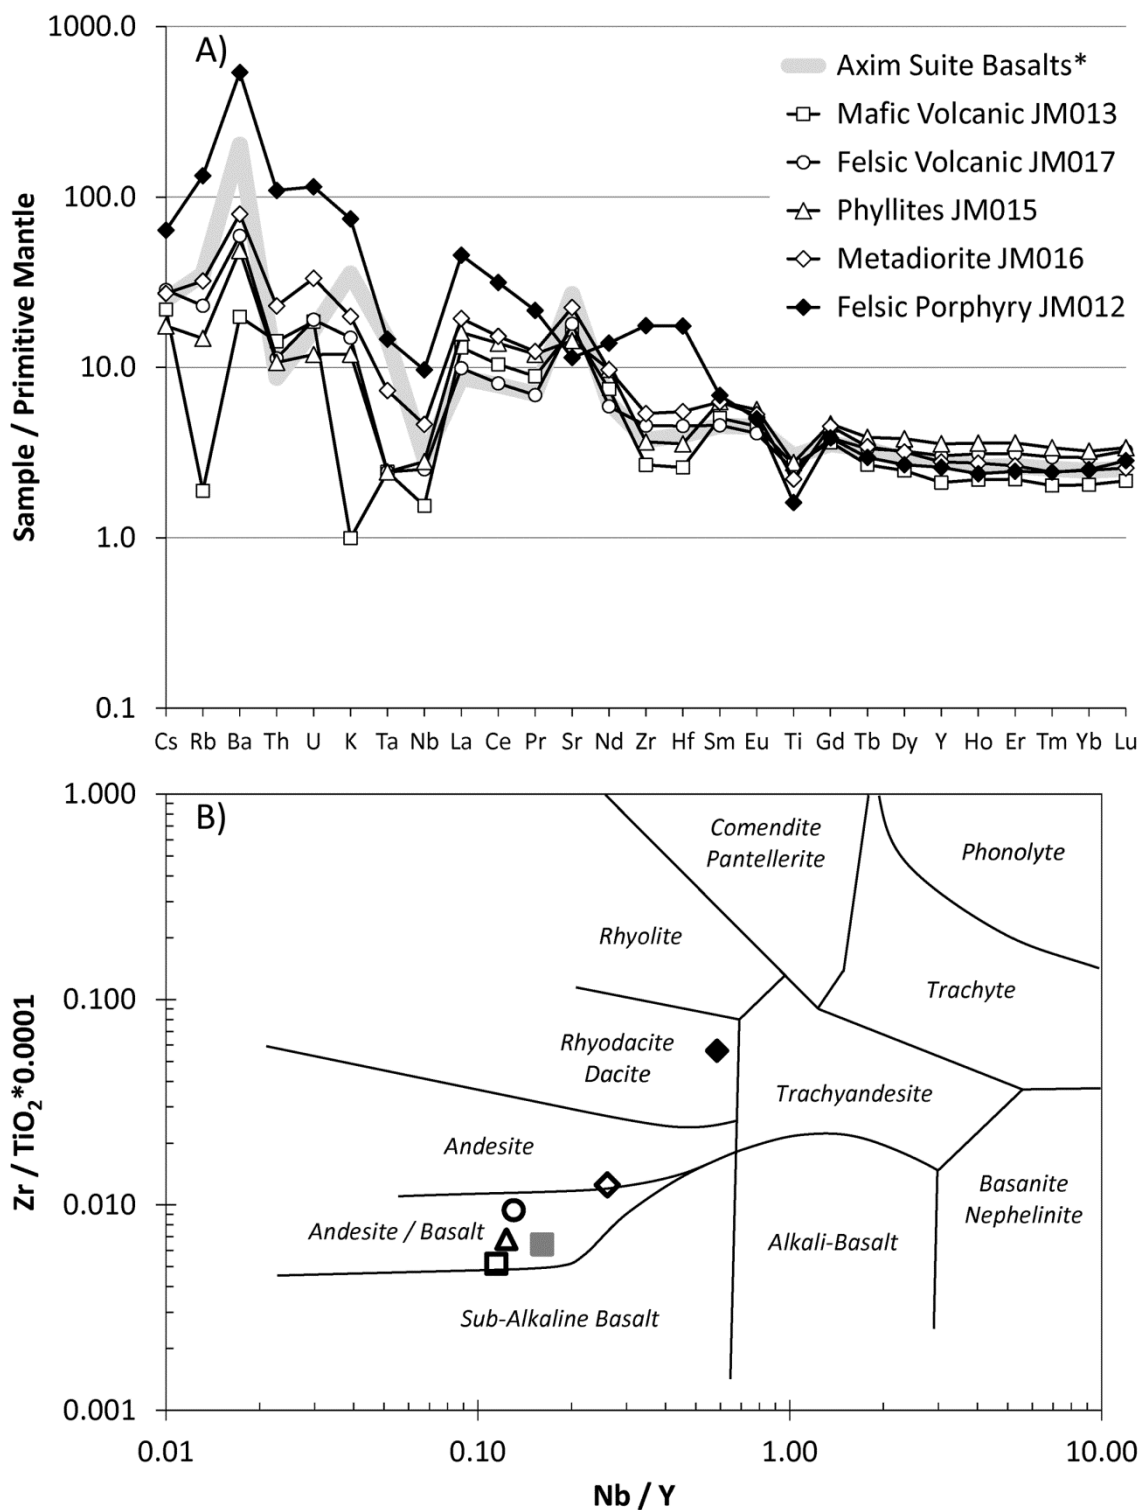 A)
1000.0
100.0
10.0
1.0
0.1
Sample / Primitive Mantle
Axim Suite Basalts*
Mafic Volcanic JM013
Felsic Volcanic JM017
Phyllites JM015
Metadiorite JM016
Felsic Porphyry JM012
Cs Rb Ba Th U K Ta Nb La Ce Pr Sr Nd Zr Hf Sm Eu Ti Gd Tb Dy Y Ho Er Tm Yb Lu
B)
1.000
0.100
0.010
0.001
Zr / TiO₂*0.0001
Comendite
Pantellerite
Phonolyte
Rhyolite
Trachyte
Rhyodacite
Dacite
Trachyandesite
Andesite
Basanite
Nephelinite
Andesite / Basalt
Alkali-Basalt
Sub-Alkaline Basalt
0.01 0.10 1.00 10.00
Nb / Y